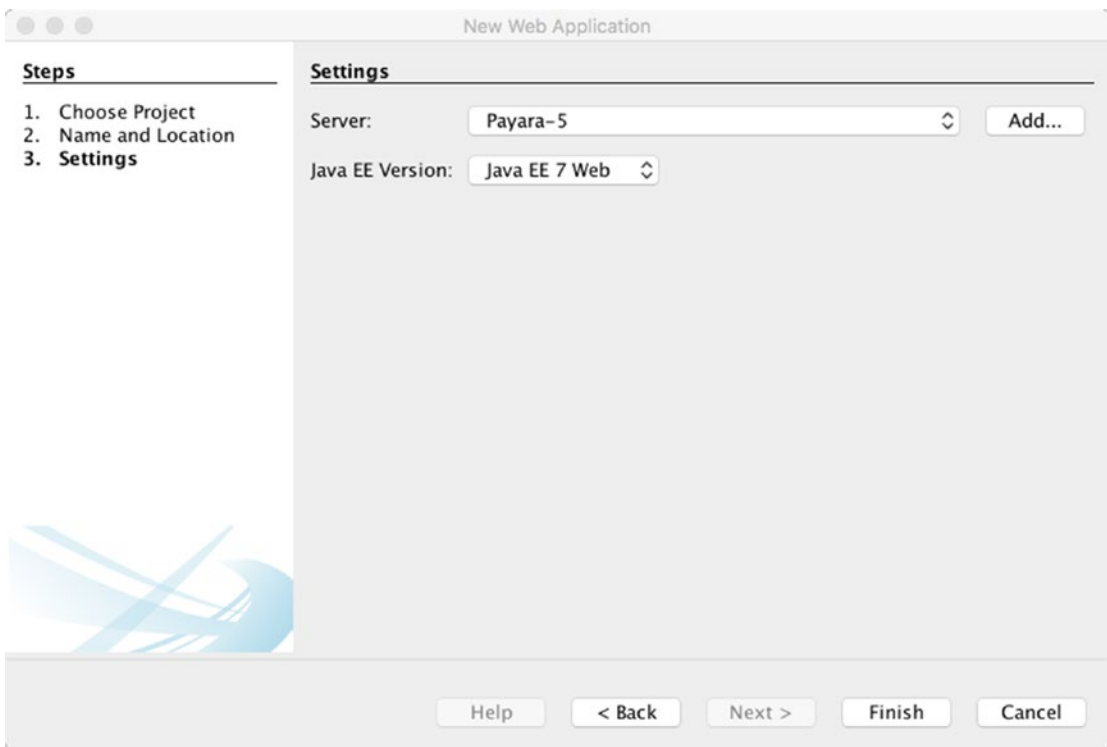 New Web Application
Steps
1. Choose Project
2. Name and Location
3. Settings
Settings
Server: Payara-5 Add...
Java EE Version: Java EE 7 Web
Help < Back Next > Finish Cancel